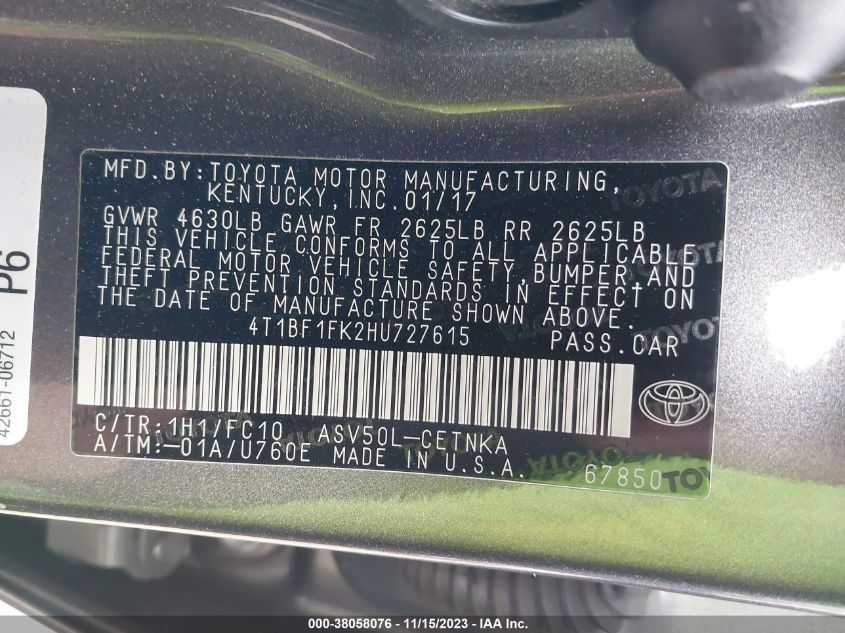 MFD.BY:TOYOTA MOTOR MANUFACTURING,
KENTUCKY, INC. 01/17
GVWR 4630LB GAWR FR 2625LB RR 2625LB
THIS VEHICLE CONFORMS TO ALL APPLICABLE
FEDERAL MOTOR VEHICLE SAFETY, BUMPER, AND
THEFT PREVENTION STANDARDS IN EFFECT ON
THE DATE OF MANUFACTURE SHOWN ABOVE.
4T1BF1FK2HU727615 PASS.CAR
C/TR:1H1/FC10 ASV50L-CETNKA
A/TM:-01A/U760E MADE IN U.S.A. 67850
TOYOTA
TOYOTA
42661-06712 P6
000-38058076 - 11/15/2023 - IAA Inc.